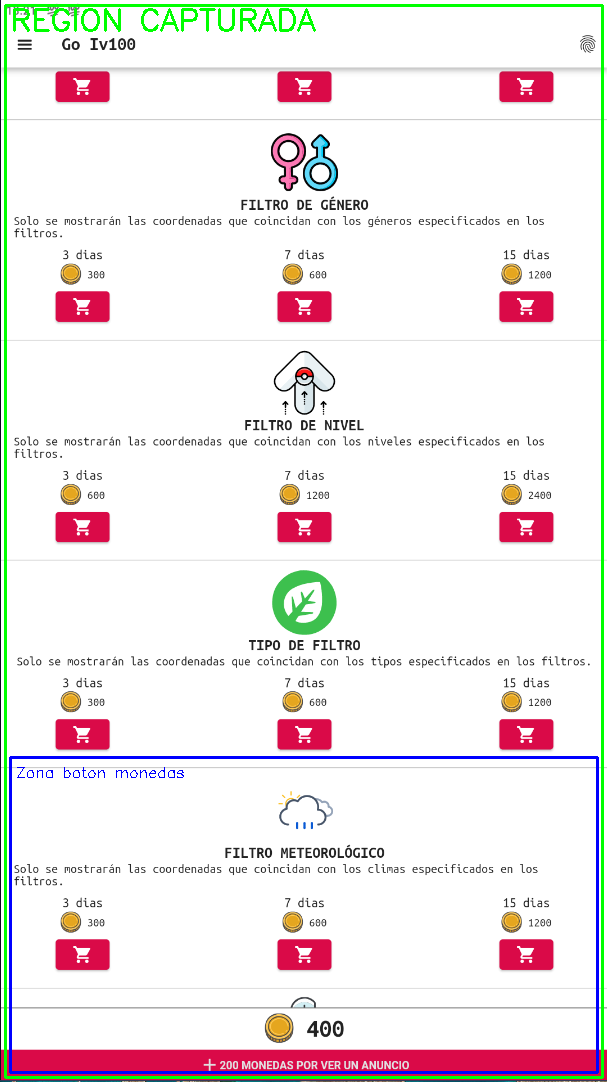 REGION CAPTURADA
Go Iv100
FILTRO DE GÉNERO
Solo se mostrarán las coordenadas que coincidan con los géneros especificados en los
filtros.
3 dias 7 dias 15 dias
300 600 1200
FILTRO DE NIVEL
Solo se mostrarán las coordenadas que coincidan con los niveles especificados en los
filtros.
3 dias 7 dias 15 dias
600 1200 2400
TIPO DE FILTRO
Solo se mostrarán las coordenadas que coincidan con los tipos especificados en los filtros.
3 dias 7 dias 15 dias
300 600 1200
Zona boton monedas
FILTRO METEOROLÓGICO
Solo se mostrarán las coordenadas que coincidan con los climas especificados en los
filtros.
3 dias 7 dias 15 dias
300 600 1200
400
+ 200 MONEDAS POR VER UN ANUNCIO